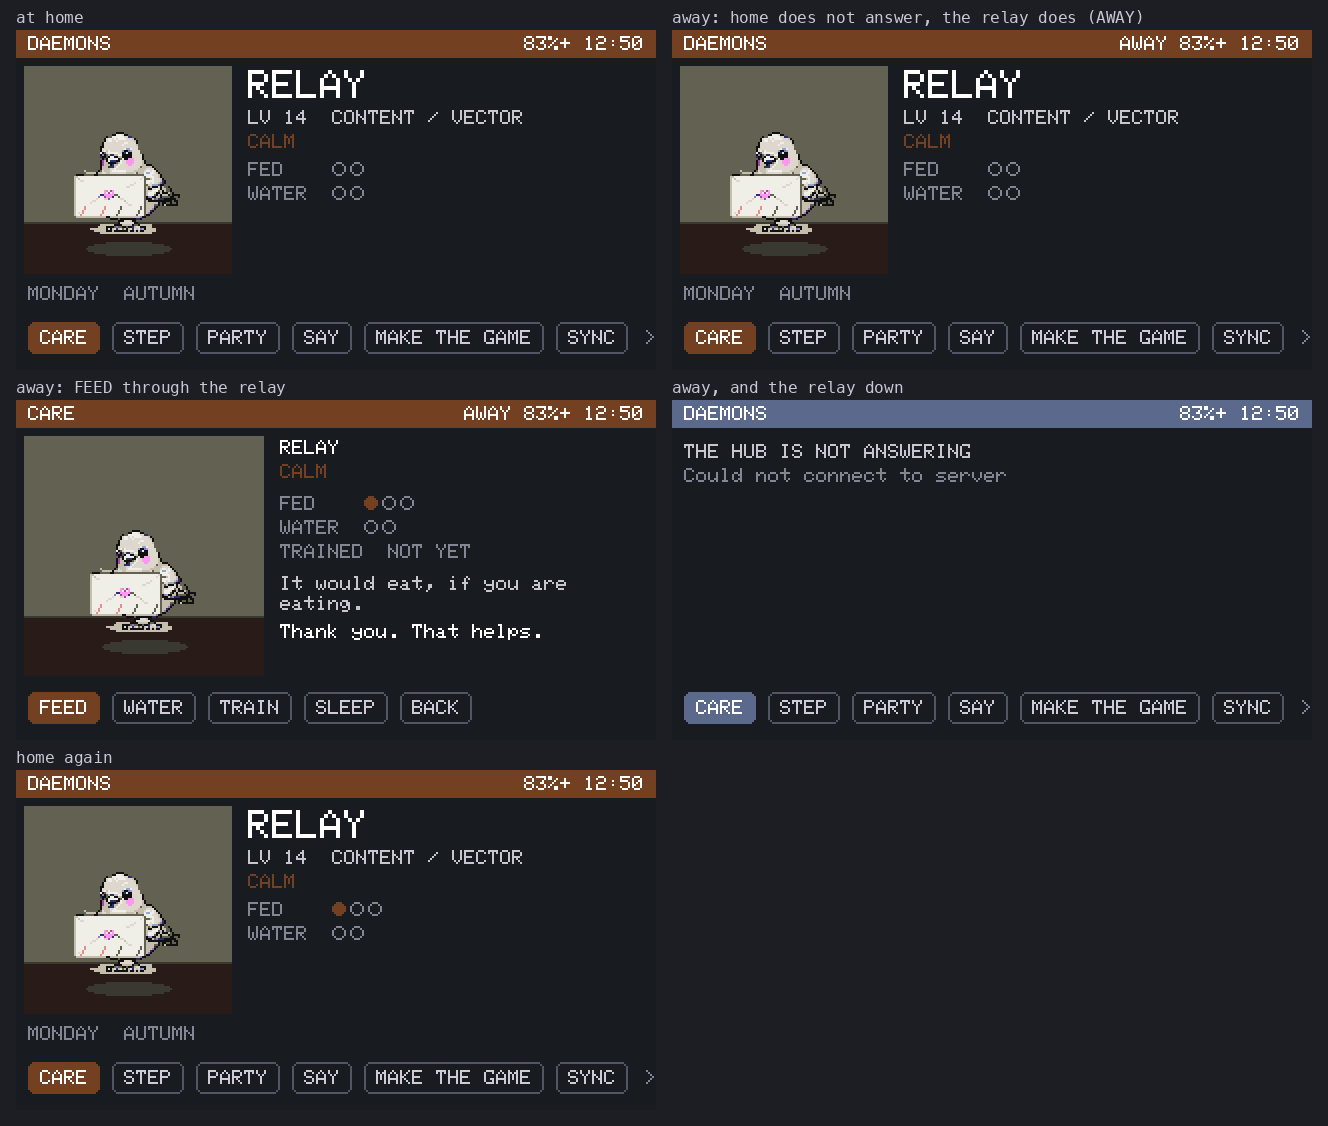 at home
DAEMONS 83%+ 12:50
RELAY
LV 14 CONTENT / VECTOR
CALM
FED
WATER
MONDAY AUTUMN
CARE STEP PARTY SAY MAKE THE GAME SYNC >
away: home does not answer, the relay does (AWAY)
DAEMONS AWAY 83%+ 12:50
RELAY
LV 14 CONTENT / VECTOR
CALM
FED
WATER
MONDAY AUTUMN
CARE STEP PARTY SAY MAKE THE GAME SYNC >
away: FEED through the relay
CARE AWAY 83%+ 12:50
RELAY
CALM
FED
WATER
TRAINED NOT YET
It would eat, if you are
eating.
Thank you. That helps.
FEED WATER TRAIN SLEEP BACK
away, and the relay down
DAEMONS 83%+ 12:50
THE HUB IS NOT ANSWERING
Could not connect to server
CARE STEP PARTY SAY MAKE THE GAME SYNC >
home again
DAEMONS 83%+ 12:50
RELAY
LV 14 CONTENT / VECTOR
CALM
FED
WATER
MONDAY AUTUMN
CARE STEP PARTY SAY MAKE THE GAME SYNC >